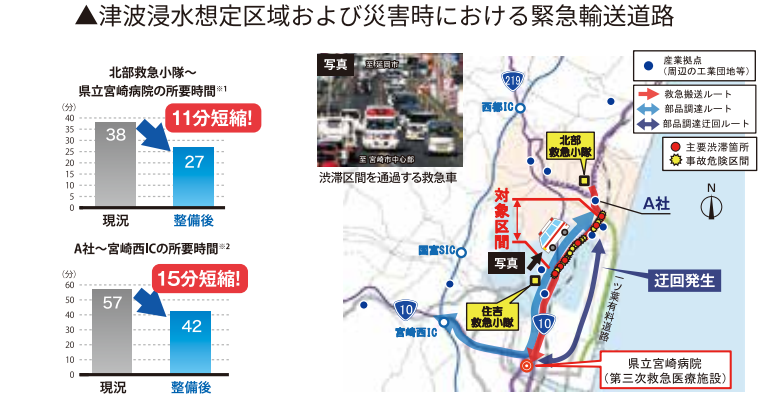 ▲津波浸水想定区域および災害時における緊急輸送道路
北部救急小隊～
県立宮崎病院の所要時間※1
(分)
11分短縮!
40
35
30
25
20
15
10
5
0
38
27
現況
整備後
A社～宮崎西ICの所要時間※2
(分)
15分短縮!
60
50
40
30
20
10
0
57
42
現況
整備後
写真
至 延岡市
至 宮崎市中心部
渋滞区間を通過する救急車
産業拠点
(周辺の工業団地等)
救急搬送ルート
部品調達ルート
部品調達迂回ルート
主要渋滞箇所
事故危険区間
N
219
西都IC
北部
救急小隊
A社
対象区間
国富SIC
写真
迂回発生
一ツ葉有料道路
住吉
救急小隊
10
宮崎西IC
10
県立宮崎病院
(第三次救急医療施設)